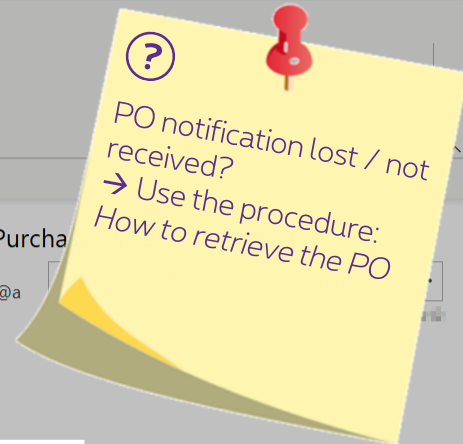 ?
PO notification lost / not
received?
→ Use the procedure:
How to retrieve the PO
Purcha
@a